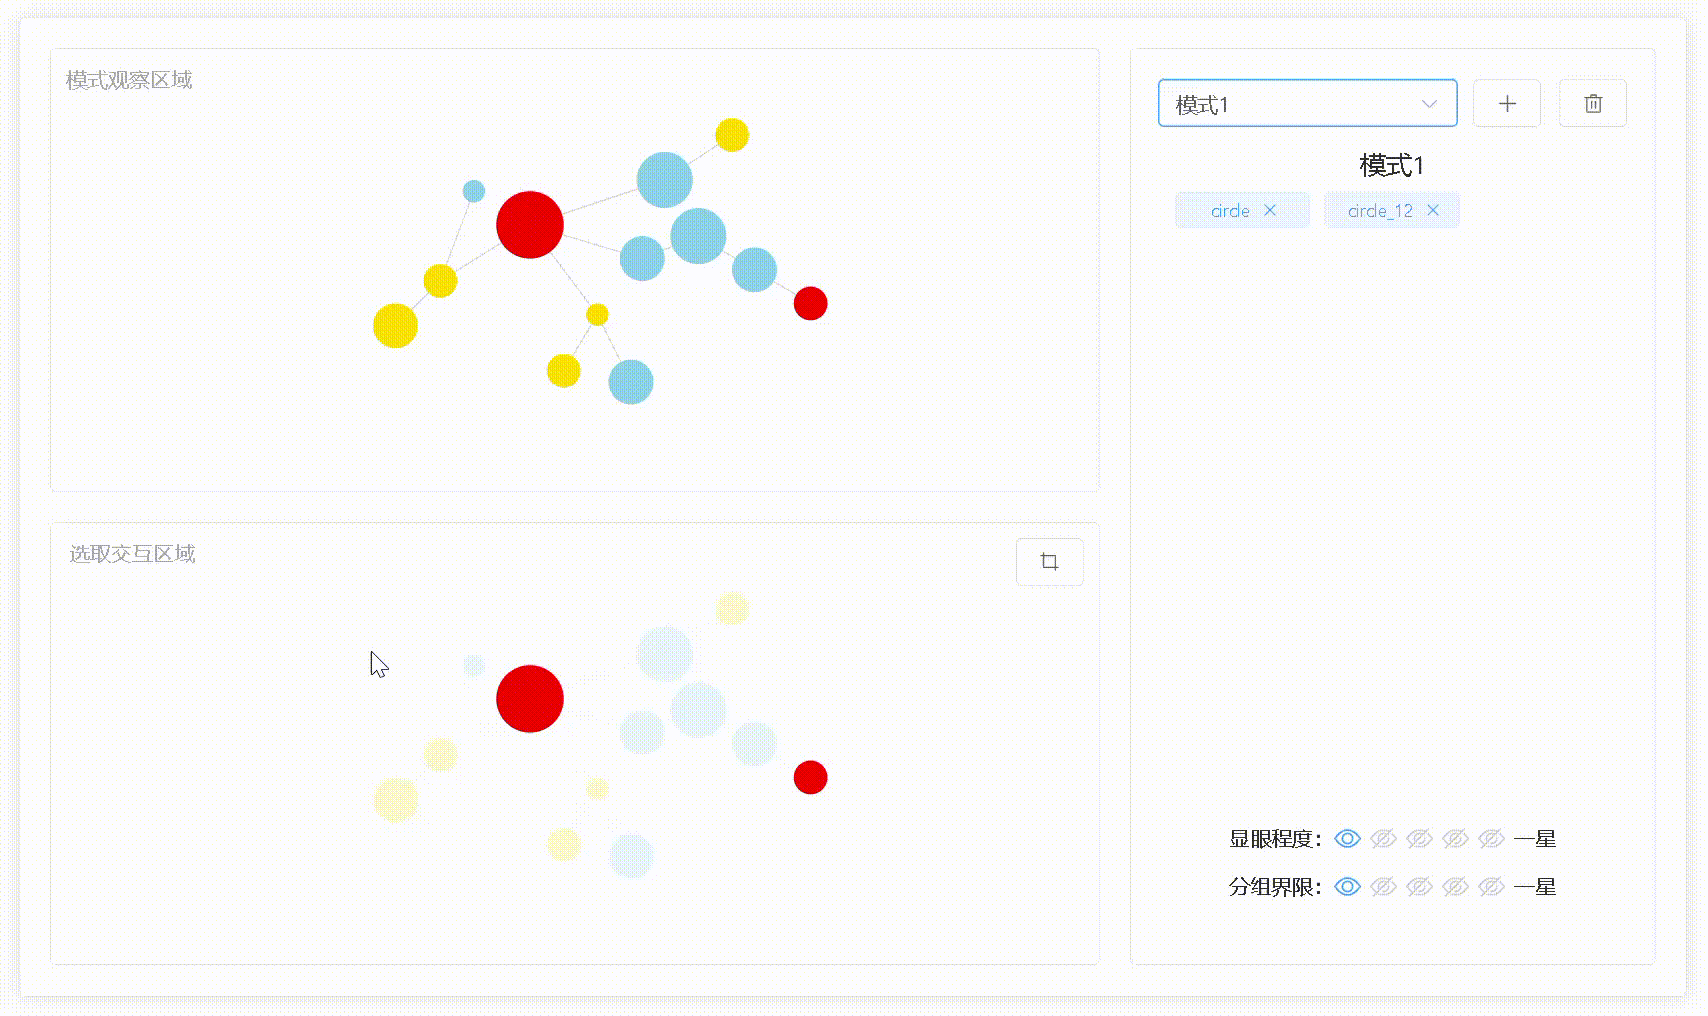 模式观察区域
选取交互区域
模式1
模式1
circle
circle_12
显眼程度： 一星
分组界限： 一星